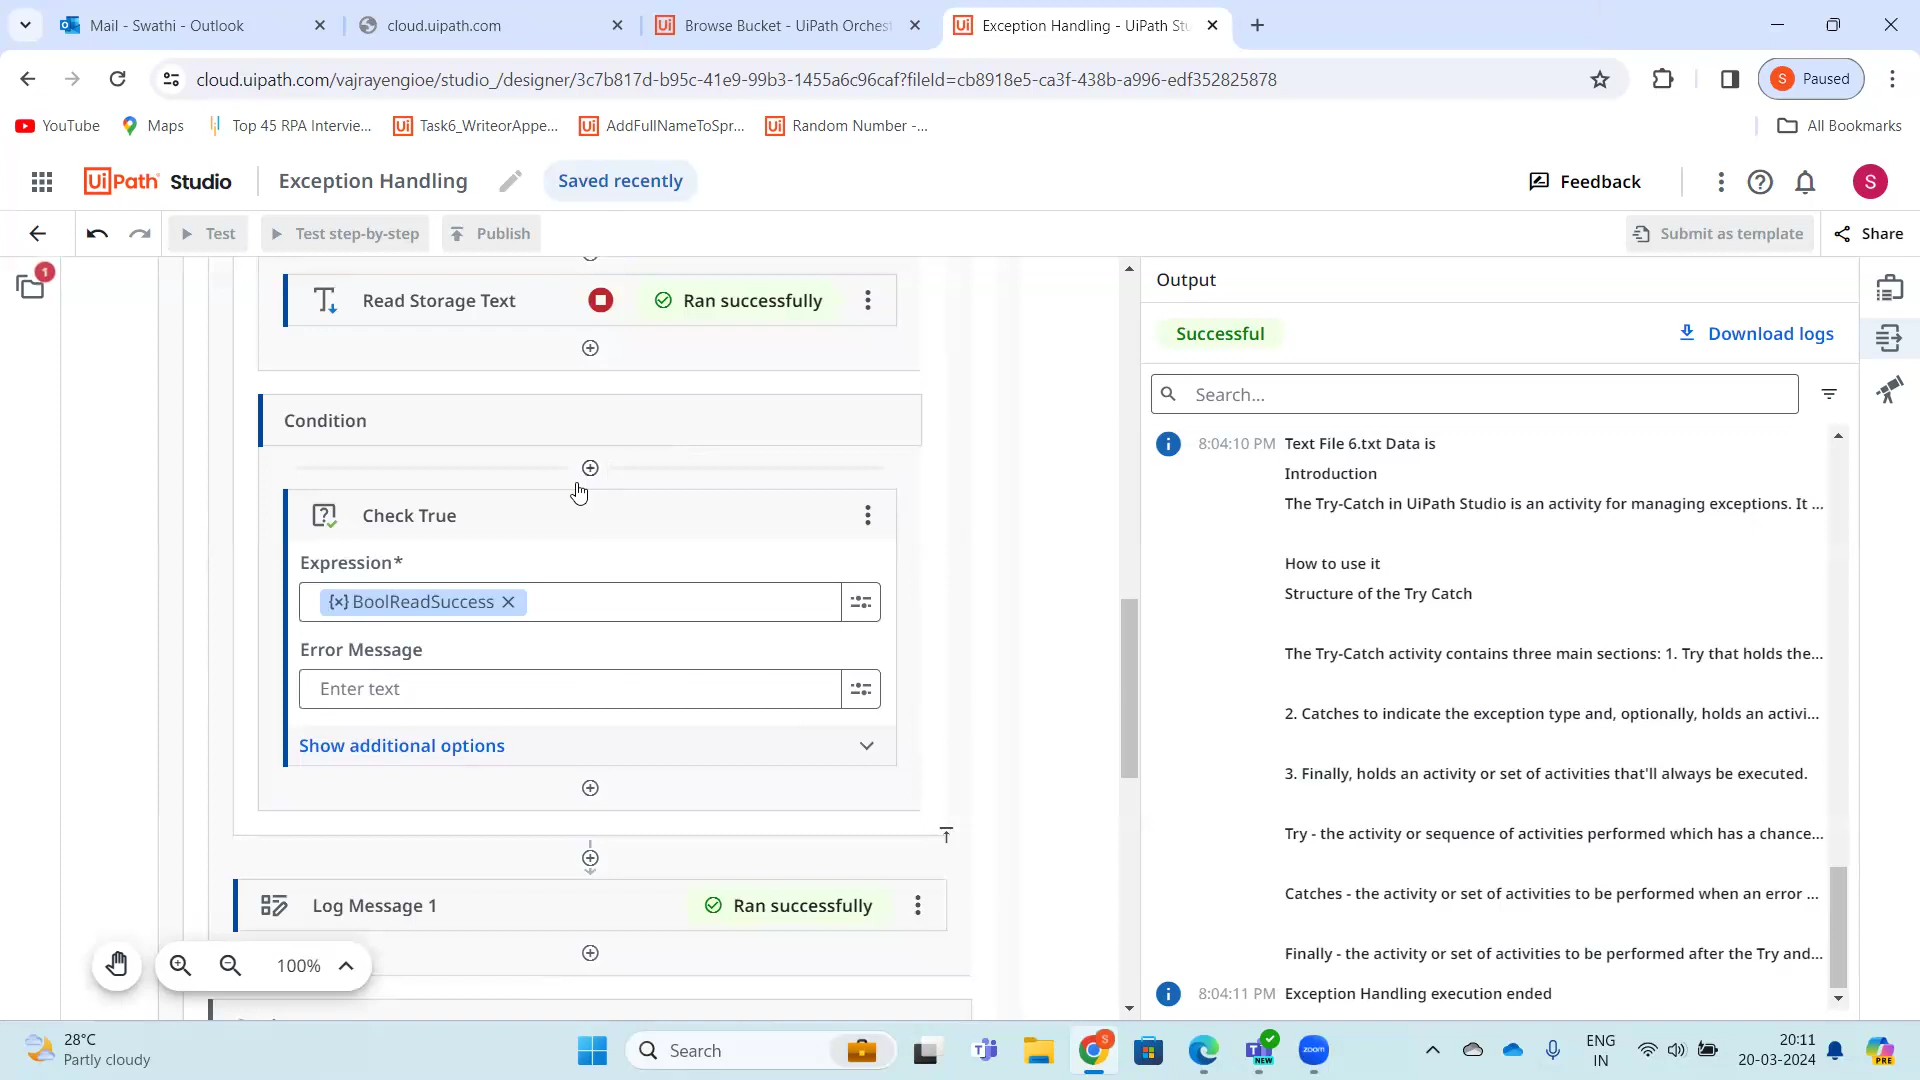 Mail - Swathi - Outlook
cloud.uipath.com
Browse Bucket - UiPath Orchest
Exception Handling - UiPath Stu
cloud.uipath.com/vajrayengioe/studio_/designer/3c7b817d-b95c-41e9-99b3-1455a6c96caf?fileId=cb8918e5-ca3f-438b-a996-edf352825878
S Paused
YouTube
Maps
Top 45 RPA Intervie...
Task6_WriteorAppe...
AddFullNameToSpr...
Random Number -...
All Bookmarks
UiPath Studio
Exception Handling
Saved recently
Feedback
S
Test
Test step-by-step
Publish
Submit as template
Share
1
Read Storage Text
Ran successfully
Condition
Check True
Expression*
{x} BoolReadSuccess
Error Message
Enter text
Show additional options
Log Message 1
Ran successfully
100%
Output
Successful
Download logs
Search...
8:04:10 PM Text File 6.txt Data is
Introduction
The Try-Catch in UiPath Studio is an activity for managing exceptions. It ...
How to use it
Structure of the Try Catch
The Try-Catch activity contains three main sections: 1. Try that holds the...
2. Catches to indicate the exception type and, optionally, holds an activi...
3. Finally, holds an activity or set of activities that'll always be executed.
Try - the activity or sequence of activities performed which has a chance...
Catches - the activity or set of activities to be performed when an error ...
Finally - the activity or set of activities to be performed after the Try and...
8:04:11 PM Exception Handling execution ended
28°C
Partly cloudy
Search
NEW
zoom
ENG
IN
20:11
20-03-2024
PRE